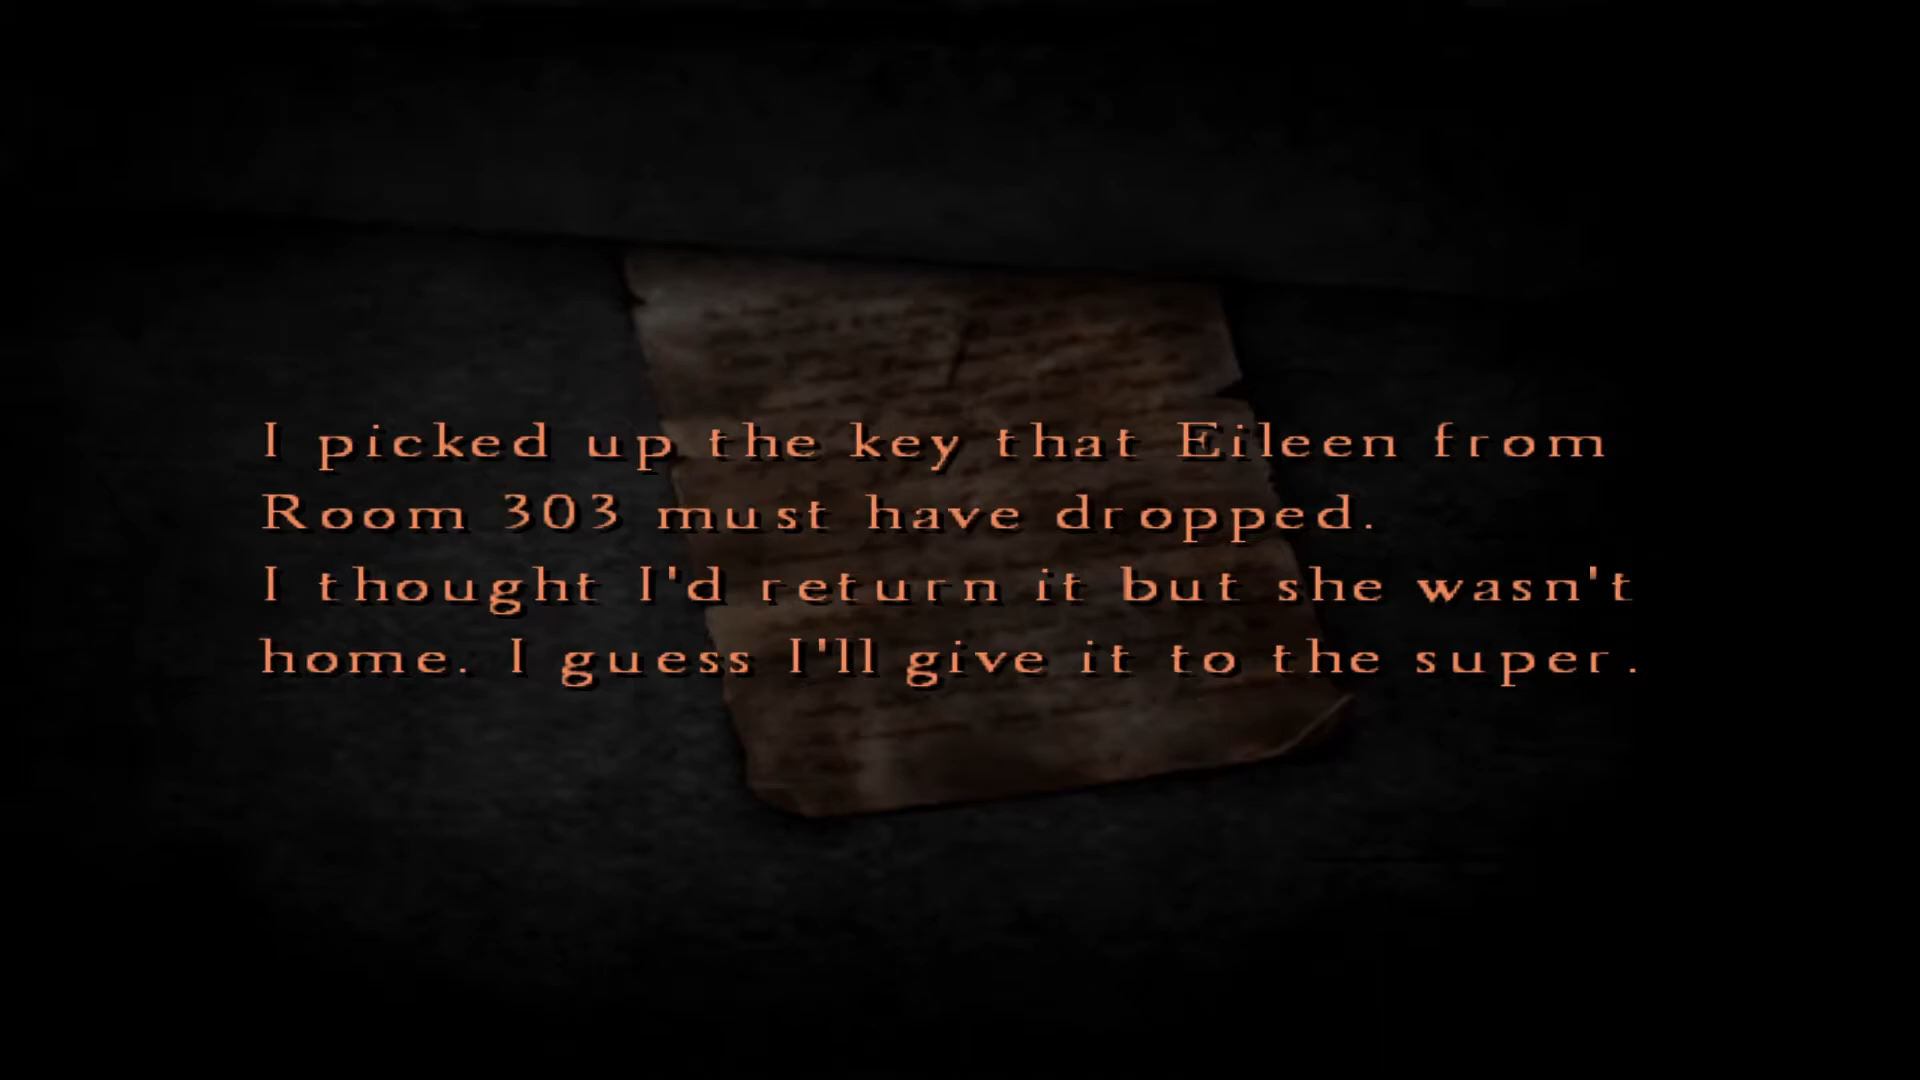 I picked up the key that Eileen from
Room 303 must have dropped.
I thought I'd return it but she wasn't
home. I guess I'll give it to the super.